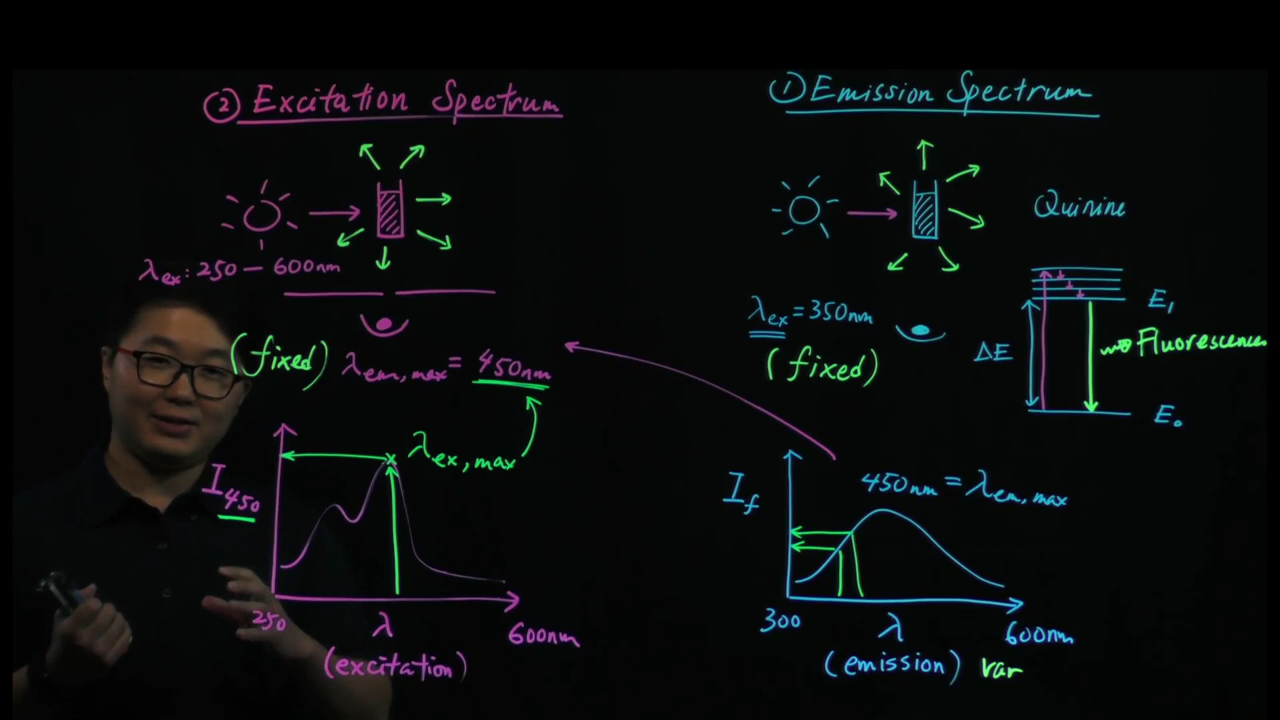 ② Excitation Spectrum
λex: 250 – 600nm
(fixed) λem,max = 450nm
λex,max
I450
250
λ
600nm
(excitation)
① Emission Spectrum
Quinine
λex = 350nm
(fixed)
E1
ΔE
Fluorescence
E0
450nm = λem,max
If
300
λ
600nm
(emission) var